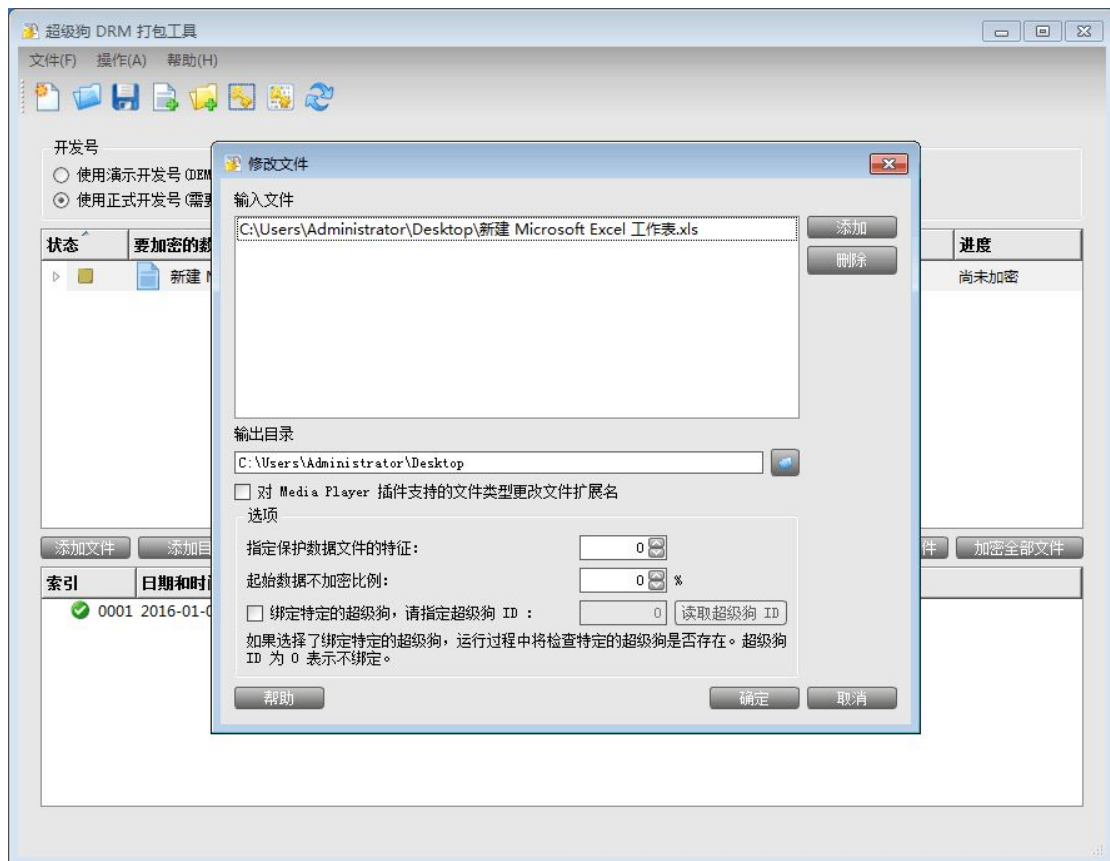 超级狗 DRM 打包工具
文件(F) 操作(A) 帮助(H)
开发号
使用演示开发号(DEM
使用正式开发号(需要
状态 要加密的数 进度
新建 尚未加密
修改文件
输入文件
C:\Users\Administrator\Desktop\新建 Microsoft Excel 工作表.xls
添加
删除
输出目录
C:\Users\Administrator\Desktop
对 Media Player 插件支持的文件类型更改文件扩展名
选项
指定保护数据文件的特征: 0
起始数据不加密比例: 0 %
绑定特定的超级狗,请指定超级狗 ID : 0 读取超级狗 ID
如果选择了绑定特定的超级狗,运行过程中将检查特定的超级狗是否存在。超级狗
ID 为 0 表示不绑定。
帮助 确定 取消
添加文件 添加目 件 加密全部文件
索引 日期和时间
0001 2016-01-0